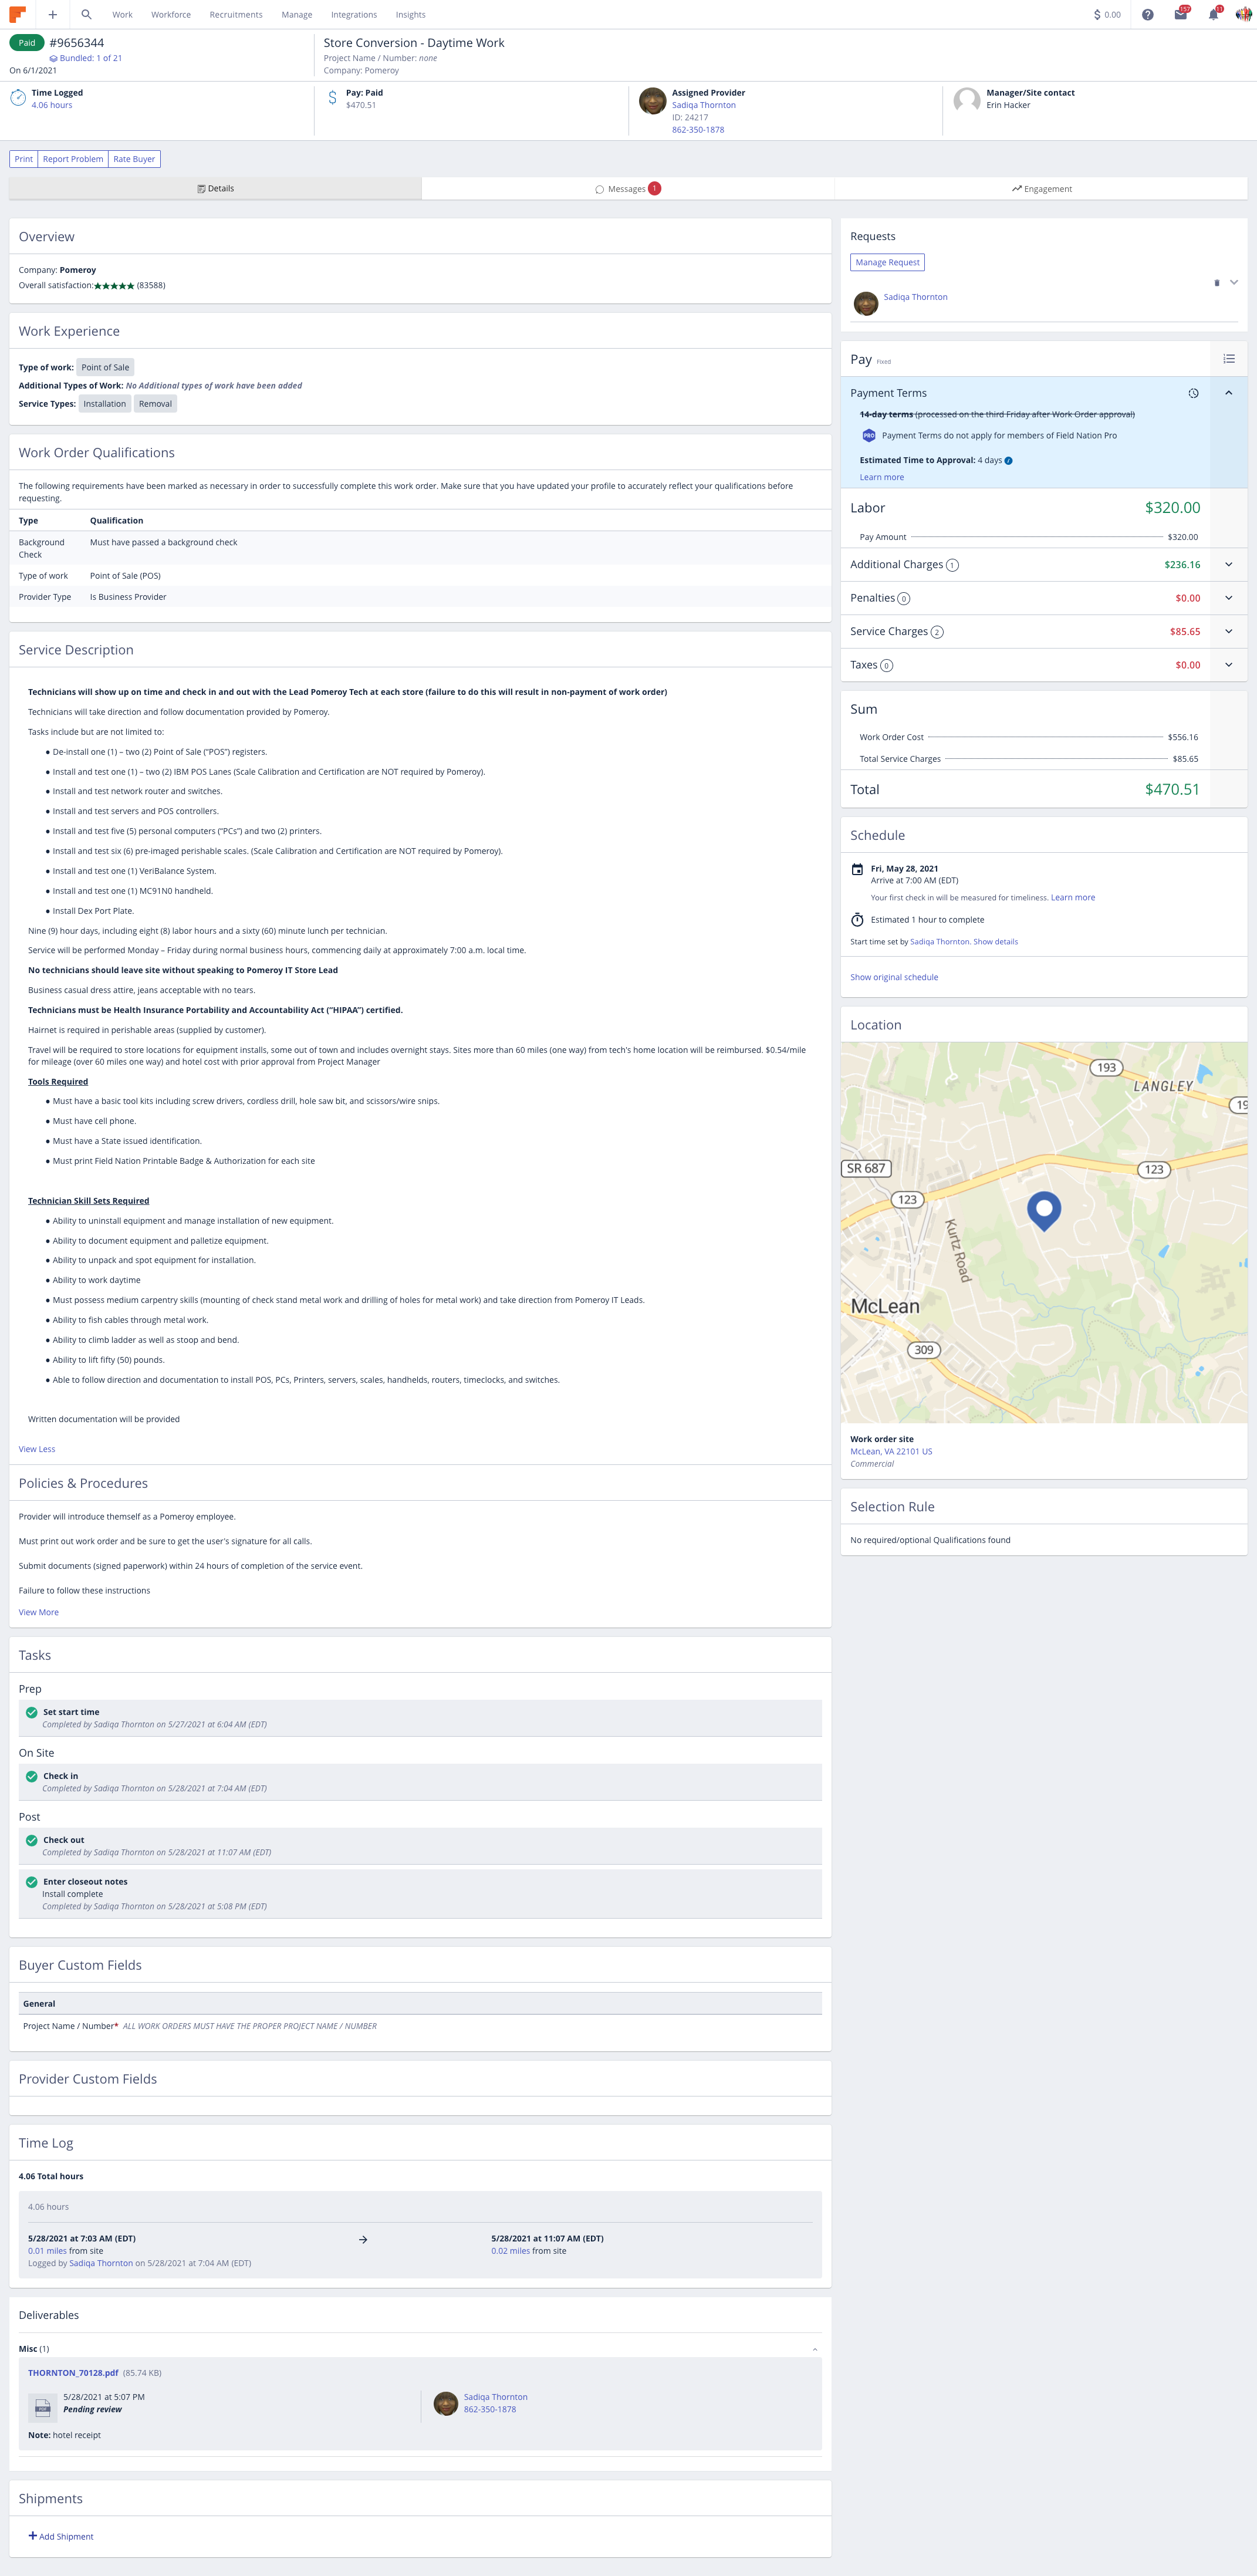 Work Workforce Recruitments Manage Integrations Insights $ 0.00 157 11
Paid #9656344
Bundled: 1 of 21
On 6/1/2021
Store Conversion - Daytime Work
Project Name / Number: none
Company: Pomeroy
Time Logged
4.06 hours
Pay: Paid
$470.51
Assigned Provider
Sadiqa Thornton
ID: 24217
862-350-1878
Manager/Site contact
Erin Hacker
Print Report Problem Rate Buyer
Details Messages 1 Engagement
Overview
Company: Pomeroy
Overall satisfaction: (83588)
Work Experience
Type of work: Point of Sale
Additional Types of Work: No Additional types of work have been added
Service Types: Installation Removal
Work Order Qualifications
The following requirements have been marked as necessary in order to successfully complete this work order. Make sure that you have updated your profile to accurately reflect your qualifications before
requesting.
Type Qualification
Background
Check
Must have passed a background check
Type of work Point of Sale (POS)
Provider Type Is Business Provider
Service Description
Technicians will show up on time and check in and out with the Lead Pomeroy Tech at each store (failure to do this will result in non-payment of work order)
Technicians will take direction and follow documentation provided by Pomeroy.
Tasks include but are not limited to:
● De-install one (1) – two (2) Point of Sale (“POS”) registers.
● Install and test one (1) – two (2) IBM POS Lanes (Scale Calibration and Certification are NOT required by Pomeroy).
● Install and test network router and switches.
● Install and test servers and POS controllers.
● Install and test five (5) personal computers (“PCs”) and two (2) printers.
● Install and test six (6) pre-imaged perishable scales. (Scale Calibration and Certification are NOT required by Pomeroy).
● Install and test one (1) VeriBalance System.
● Install and test one (1) MC91N0 handheld.
● Install Dex Port Plate.
Nine (9) hour days, including eight (8) labor hours and a sixty (60) minute lunch per technician.
Service will be performed Monday – Friday during normal business hours, commencing daily at approximately 7:00 a.m. local time.
No technicians should leave site without speaking to Pomeroy IT Store Lead
Business casual dress attire, jeans acceptable with no tears.
Technicians must be Health Insurance Portability and Accountability Act (“HIPAA”) certified.
Hairnet is required in perishable areas (supplied by customer).
Travel will be required to store locations for equipment installs, some out of town and includes overnight stays. Sites more than 60 miles (one way) from tech's home location will be reimbursed. $0.54/mile
for mileage (over 60 miles one way) and hotel cost with prior approval from Project Manager
Tools Required
● Must have a basic tool kits including screw drivers, cordless drill, hole saw bit, and scissors/wire snips.
● Must have cell phone.
● Must have a State issued identification.
● Must print Field Nation Printable Badge & Authorization for each site
Technician Skill Sets Required
● Ability to uninstall equipment and manage installation of new equipment.
● Ability to document equipment and palletize equipment.
● Ability to unpack and spot equipment for installation.
● Ability to work daytime
● Must possess medium carpentry skills (mounting of check stand metal work and drilling of holes for metal work) and take direction from Pomeroy IT Leads.
● Ability to fish cables through metal work.
● Ability to climb ladder as well as stoop and bend.
● Ability to lift fifty (50) pounds.
● Able to follow direction and documentation to install POS, PCs, Printers, servers, scales, handhelds, routers, timeclocks, and switches.
Written documentation will be provided
View Less
Policies & Procedures
Provider will introduce themself as a Pomeroy employee.
Must print out work order and be sure to get the user's signature for all calls.
Submit documents (signed paperwork) within 24 hours of completion of the service event.
Failure to follow these instructions
View More
Tasks
Prep
Set start time
Completed by Sadiqa Thornton on 5/27/2021 at 6:04 AM (EDT)
On Site
Check in
Completed by Sadiqa Thornton on 5/28/2021 at 7:04 AM (EDT)
Post
Check out
Completed by Sadiqa Thornton on 5/28/2021 at 11:07 AM (EDT)
Enter closeout notes
Install complete
Completed by Sadiqa Thornton on 5/28/2021 at 5:08 PM (EDT)
Buyer Custom Fields
General
Project Name / Number* ALL WORK ORDERS MUST HAVE THE PROPER PROJECT NAME / NUMBER
Provider Custom Fields
Time Log
4.06 Total hours
4.06 hours
5/28/2021 at 7:03 AM (EDT) 5/28/2021 at 11:07 AM (EDT)
0.01 miles from site 0.02 miles from site
Logged by Sadiqa Thornton on 5/28/2021 at 7:04 AM (EDT)
Deliverables
Misc (1)
THORNTON_70128.pdf (85.74 KB)
PDF
5/28/2021 at 5:07 PM
Pending review
Sadiqa Thornton
862-350-1878
Note: hotel receipt
Shipments
Add Shipment
Requests
Manage Request
Sadiqa Thornton
Pay Fixed
Payment Terms
14-day terms (processed on the third Friday after Work Order approval)
PRO Payment Terms do not apply for members of Field Nation Pro
Estimated Time to Approval: 4 days
Learn more
Labor $320.00
Pay Amount $320.00
Additional Charges 1 $236.16
Penalties 0 $0.00
Service Charges 2 $85.65
Taxes 0 $0.00
Sum
Work Order Cost $556.16
Total Service Charges $85.65
Total $470.51
Schedule
Fri, May 28, 2021
Arrive at 7:00 AM (EDT)
Your first check in will be measured for timeliness. Learn more
Estimated 1 hour to complete
Start time set by Sadiqa Thornton. Show details
Show original schedule
Location
193
LANGLEY
19
SR 687
123
123
Kurtz Road
McLean
309
Work order site
McLean, VA 22101 US
Commercial
Selection Rule
No required/optional Qualifications found